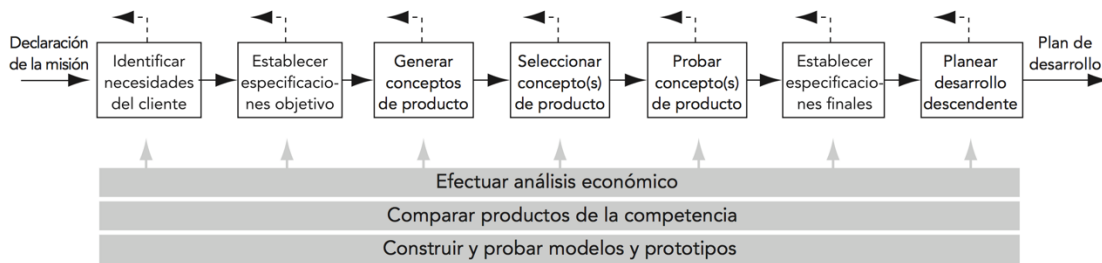 Declaración
de la misión
Identificar
necesidades
del cliente
Establecer
especificacio-
nes objetivo
Generar
conceptos
de producto
Seleccionar
concepto(s)
de producto
Probar
concepto(s)
de producto
Establecer
especificacio-
nes finales
Planear
desarrollo
descendente
Plan de
desarrollo
Efectuar análisis económico
Comparar productos de la competencia
Construir y probar modelos y prototipos